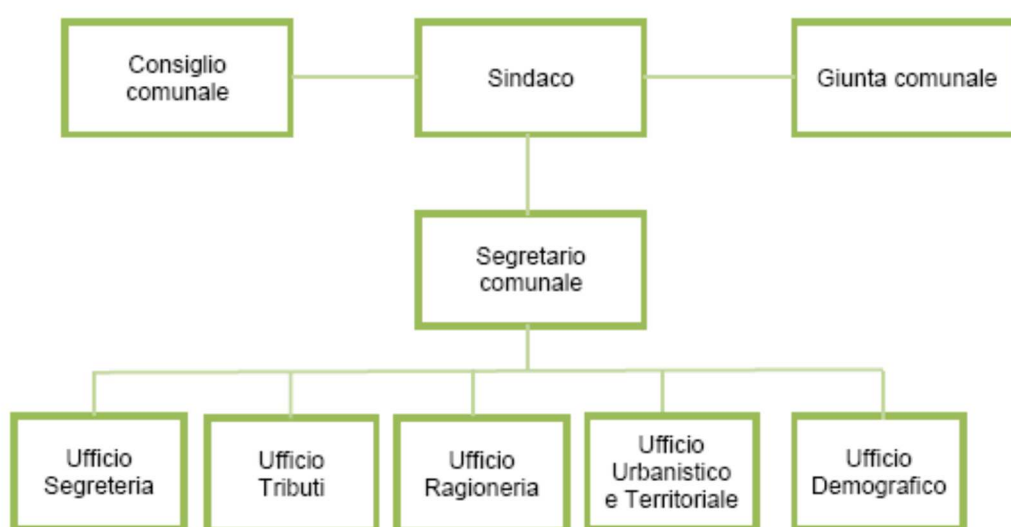 Consiglio
comunale
Sindaco
Giunta comunale
Segretario
comunale
Ufficio
Segreteria
Ufficio
Tributi
Ufficio
Ragioneria
Ufficio
Urbanistico
e Territoriale
Ufficio
Demografico